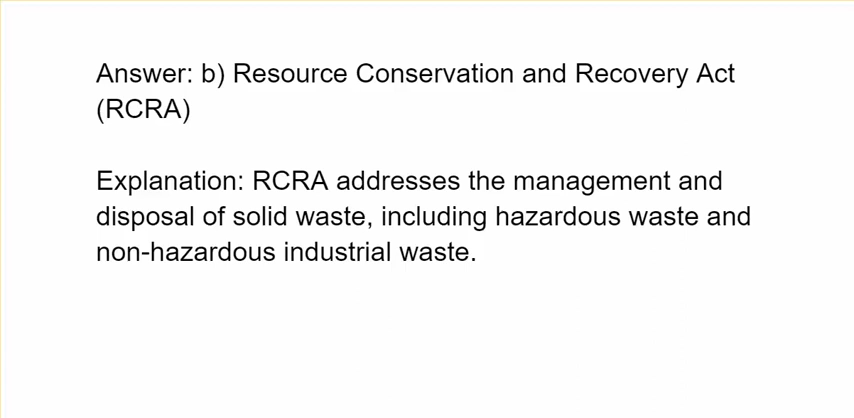 Answer: b) Resource Conservation and Recovery Act
(RCRA)
Explanation: RCRA addresses the management and
disposal of solid waste, including hazardous waste and
non-hazardous industrial waste.